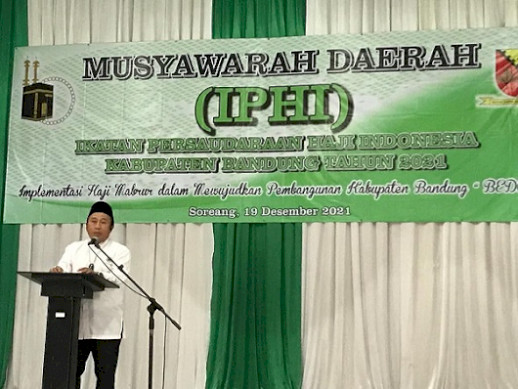 MUSYAWARAH DAERAH
(IPHI)
IKATAN PERSAUDARAAN HAJI INDONESIA
KABUPATEN BANDUNG TAHUN 2021
Implementasi Haji Mabrur dalam Mewujudkan Pembangunan Kabupaten Bandung "
Soreang, 19 Desember 2021